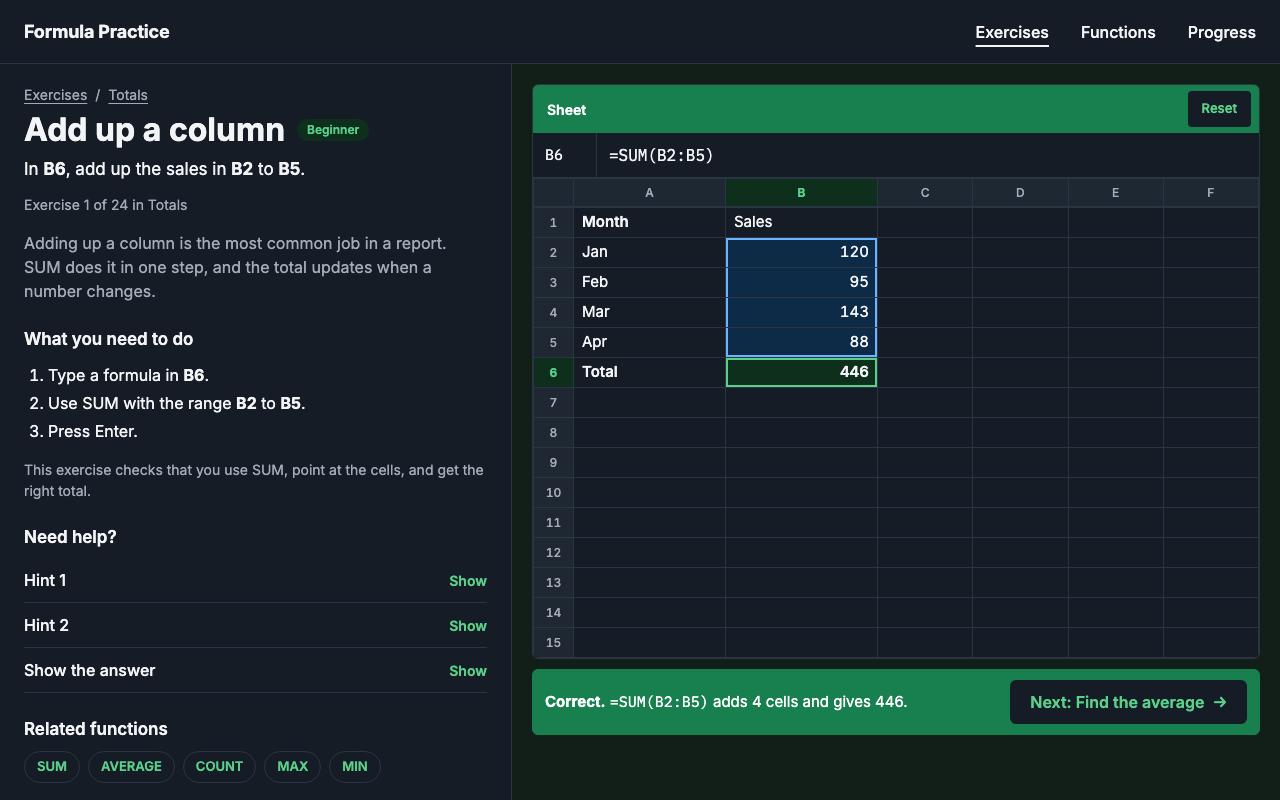 Formula Practice
Exercises Functions Progress
Exercises / Totals
Add up a column Beginner
In B6, add up the sales in B2 to B5.
Exercise 1 of 24 in Totals
Adding up a column is the most common job in a report.
SUM does it in one step, and the total updates when a
number changes.
What you need to do
1. Type a formula in B6.
2. Use SUM with the range B2 to B5.
3. Press Enter.
This exercise checks that you use SUM, point at the cells, and get the
right total.
Need help?
Hint 1 Show
Hint 2 Show
Show the answer Show
Related functions
SUM AVERAGE COUNT MAX MIN
Sheet Reset
B6 =SUM(B2:B5)
A B C D E F
1 Month Sales
2 Jan 120
3 Feb 95
4 Mar 143
5 Apr 88
6 Total 446
7
8
9
10
11
12
13
14
15
Correct. =SUM(B2:B5) adds 4 cells and gives 446. Next: Find the average →